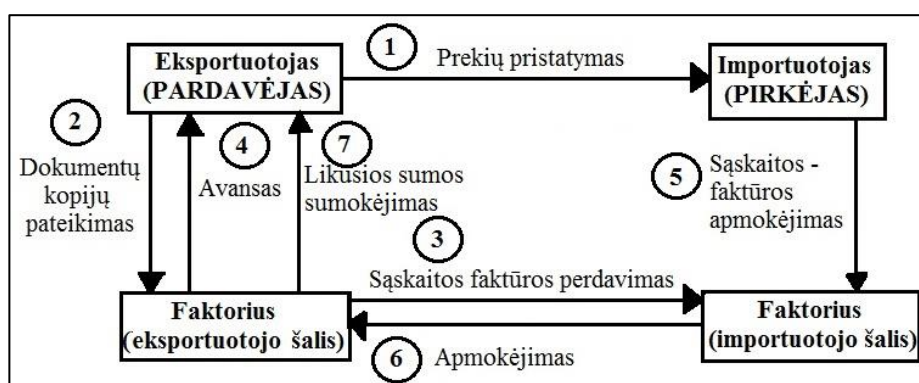 1
Eksportuotojas
(PARDAVĖJAS)
Prekių pristatymas
Importuotojas
(PIRKĖJAS)
2
Dokumentų
kopijų
pateikimas
4
Avansas
7
Likusios sumos
sumokėjimas
5
Sąskaitos -
faktūros
apmokėjimas
3
Sąskaitos faktūros perdavimas
Faktorius
(eksportuotojo šalis)
Faktorius
(importuotojo šalis)
6
Apmokėjimas